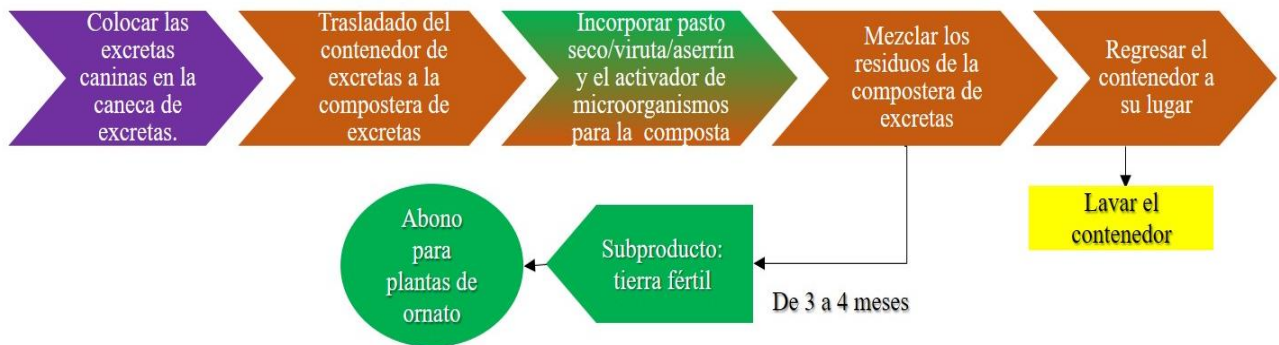 Colocar las
excretas
caninas en la
caneca de
excretas.
Trasladado del
contenedor de
excretas a la
compostera de
excretas
Incorporar pasto
seco/viruta/aserrín
y el activador de
microorganismos
para la composta
Mezclar los
residuos de la
compostera de
excretas
Regresar el
contenedor a
su lugar
Lavar el
contenedor
Abono
para
plantas de
ornato
Subproducto:
tierra fértil
De 3 a 4 meses